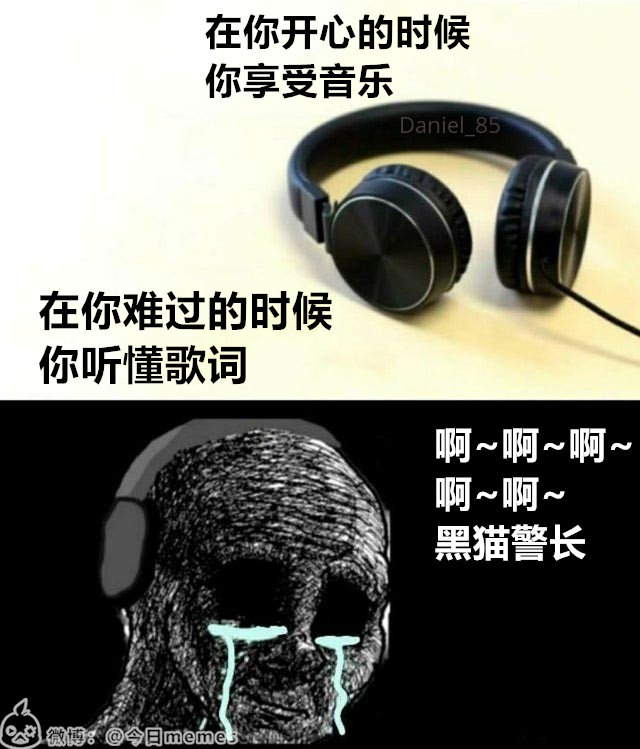 在你开心的时候
你享受音乐
Daniel_85
在你难过的时候
你听懂歌词
啊~啊~啊~
啊~啊~
黑猫警长
微博：@今日memes